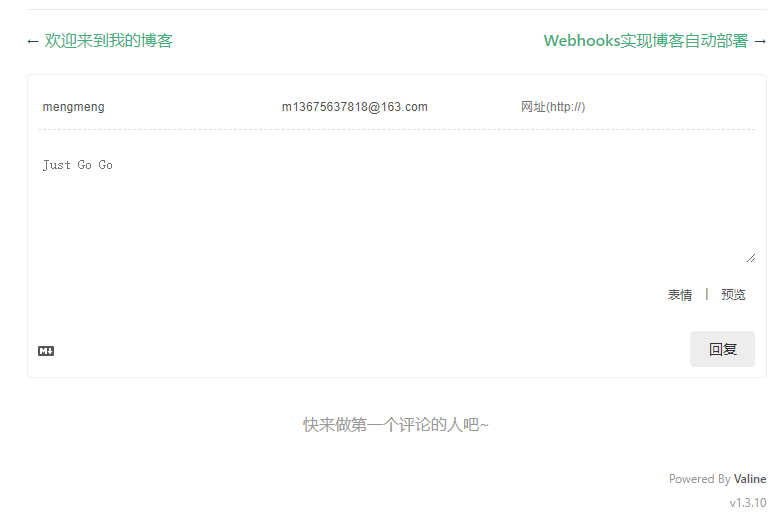 ← 欢迎来到我的博客 Webhooks实现博客自动部署 →
mengmeng m13675637818@163.com 网址(http://)
Just Go Go
表情 | 预览
M↓ 回复
快来做第一个评论的人吧~
Powered By Valine
v1.3.10